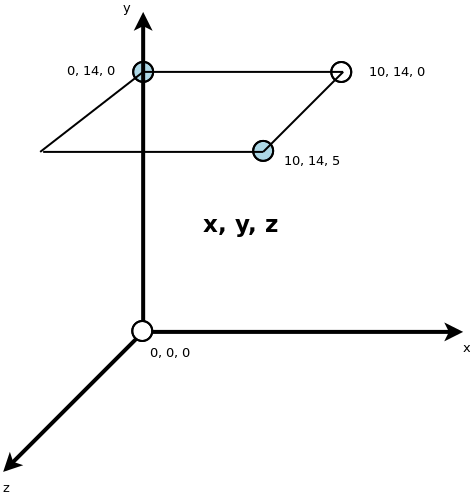 y
0, 14, 0
10, 14, 0
10, 14, 5
x, y, z
0, 0, 0
x
z